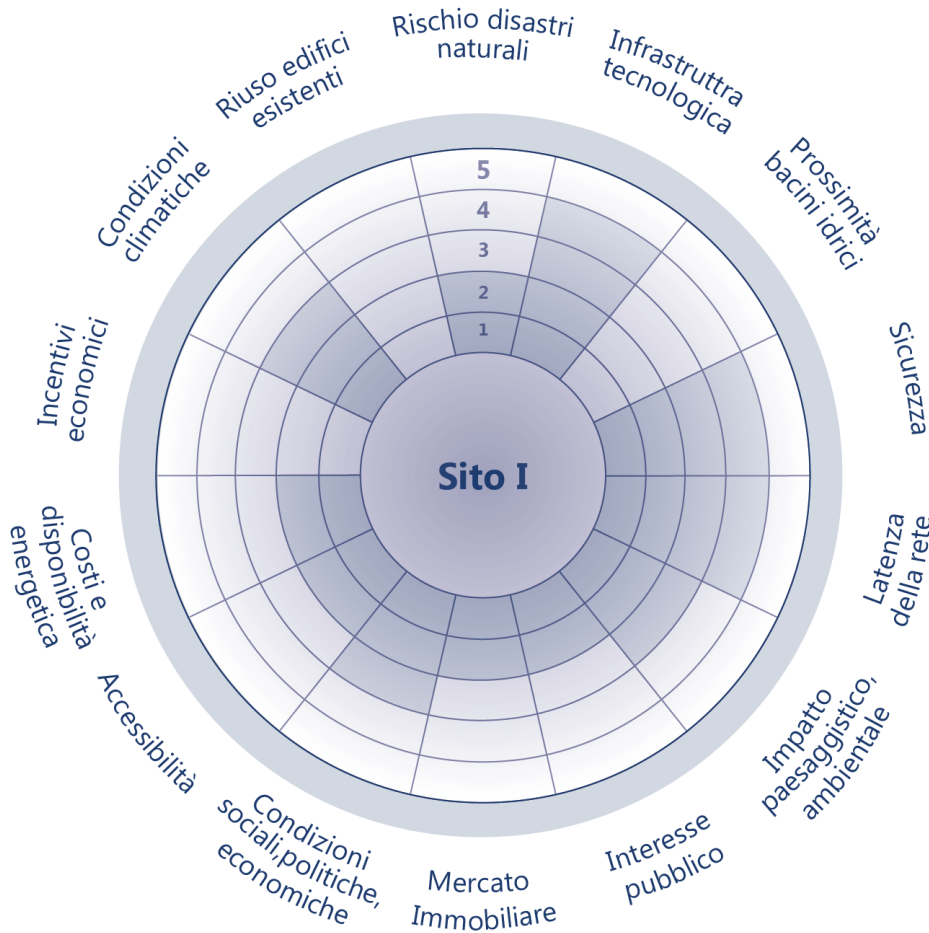 Rischio disastri
naturali
Infrastruttra
tecnologica
Prossimità
bacini idrici
Sicurezza
Latenza
della rete
Impatto
paesaggistico,
ambientale
Interesse
pubblico
Mercato
Immobiliare
Condizioni
sociali,politiche,
economiche
Accessibilità
Costi e
disponibilità
energetica
Incentivi
economici
Condizioni
climatiche
Riuso edifici
esistenti
5
4
3
2
1
Sito I